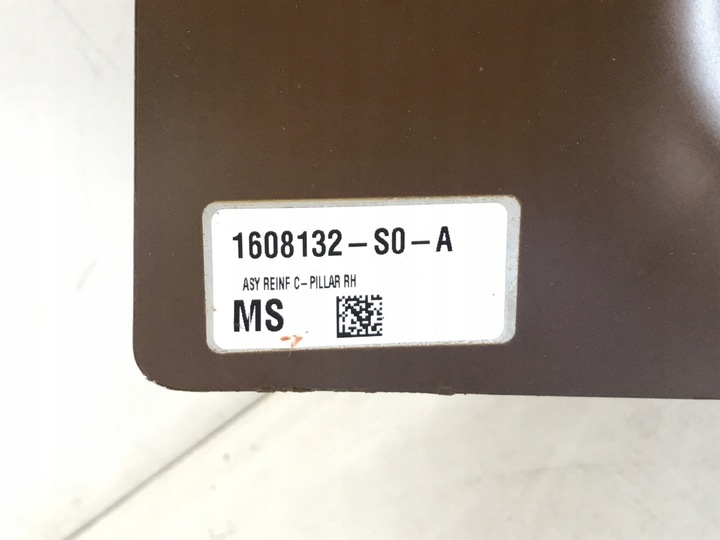 1608132-S0-A
ASY REINF C-PILLAR RH
MS